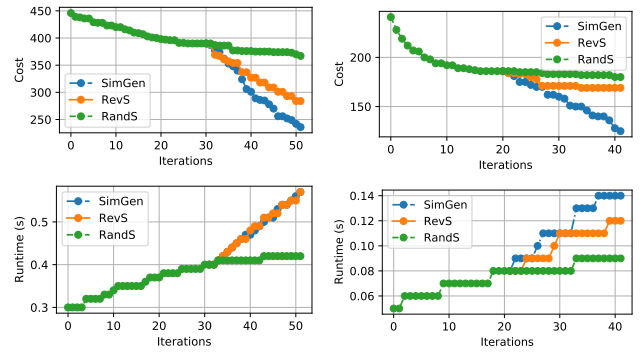 450
400
350
300
250
Cost
SimGen
RevS
RandS
0 10 20 30 40 50
Iterations
200
150
Cost
SimGen
RevS
RandS
0 10 20 30 40
Iterations
0.5
0.4
0.3
Runtime (s)
SimGen
RevS
RandS
0 10 20 30 40 50
Iterations
0.14
0.12
0.10
0.08
0.06
Runtime (s)
SimGen
RevS
RandS
0 10 20 30 40
Iterations